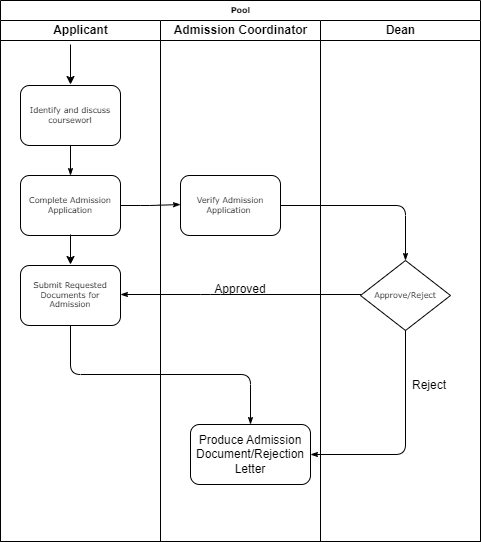 Pool
Applicant
Admission Coordinator
Dean
Identify and discuss
courseworl
Complete Admission
Application
Verify Admission
Application
Submit Requested
Documents for
Admission
Approved
Approve/Reject
Reject
Produce Admission
Document/Rejection
Letter